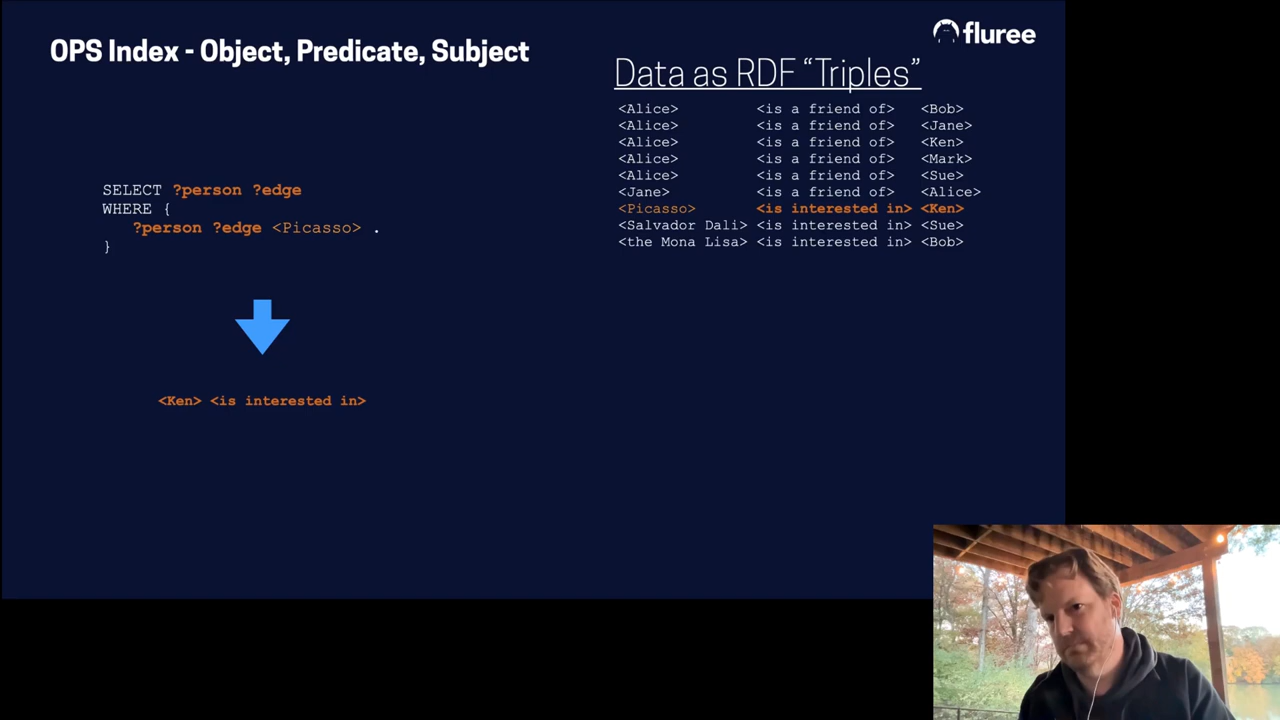 OPS Index - Object, Predicate, Subject
fluree
Data as RDF “Triples”
<Alice> <is a friend of> <Bob>
<Alice> <is a friend of> <Jane>
<Alice> <is a friend of> <Ken>
<Alice> <is a friend of> <Mark>
<Alice> <is a friend of> <Sue>
<Jane> <is a friend of> <Alice>
<Picasso> <is interested in> <Ken>
<Salvador Dali> <is interested in> <Sue>
<the Mona Lisa> <is interested in> <Bob>
SELECT ?person ?edge
WHERE {
?person ?edge <Picasso> .
}
<Ken> <is interested in>